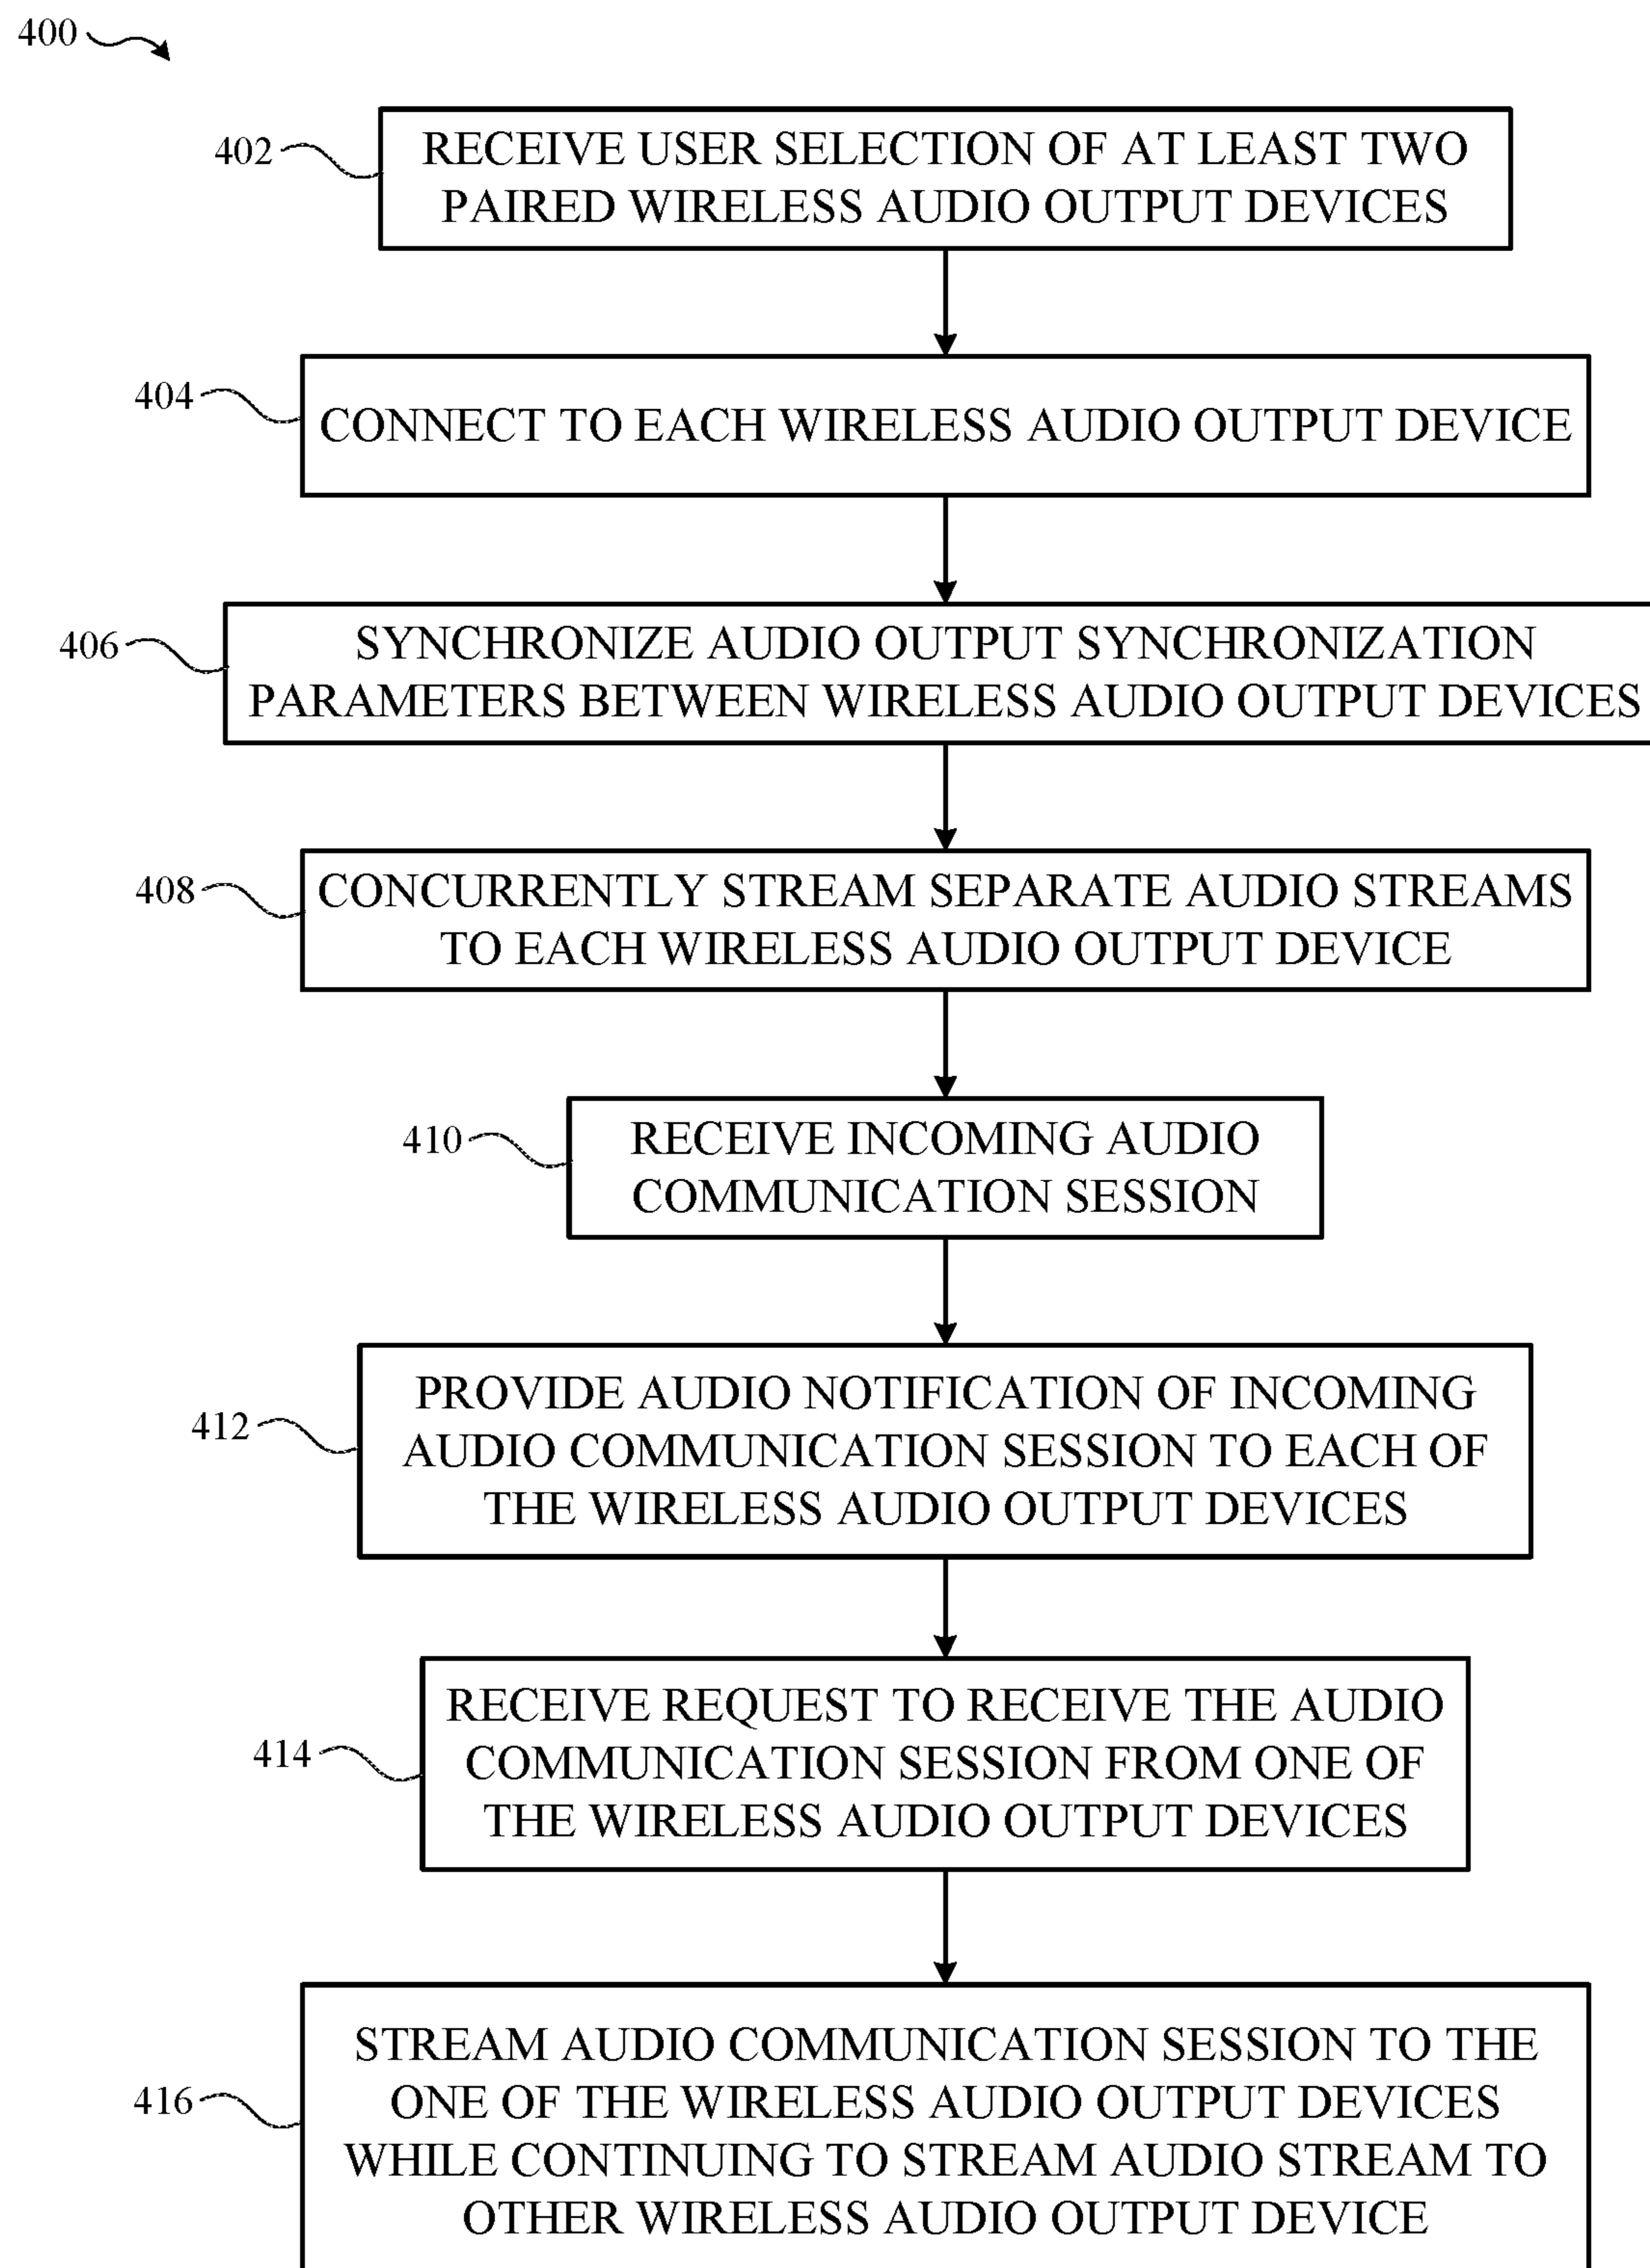 400
402
RECEIVE USER SELECTION OF AT LEAST TWO
PAIRED WIRELESS AUDIO OUTPUT DEVICES
404
CONNECT TO EACH WIRELESS AUDIO OUTPUT DEVICE
406
SYNCHRONIZE AUDIO OUTPUT SYNCHRONIZATION
PARAMETERS BETWEEN WIRELESS AUDIO OUTPUT DEVICES
408
CONCURRENTLY STREAM SEPARATE AUDIO STREAMS
TO EACH WIRELESS AUDIO OUTPUT DEVICE
410
RECEIVE INCOMING AUDIO
COMMUNICATION SESSION
412
PROVIDE AUDIO NOTIFICATION OF INCOMING
AUDIO COMMUNICATION SESSION TO EACH OF
THE WIRELESS AUDIO OUTPUT DEVICES
414
RECEIVE REQUEST TO RECEIVE THE AUDIO
COMMUNICATION SESSION FROM ONE OF
THE WIRELESS AUDIO OUTPUT DEVICES
416
STREAM AUDIO COMMUNICATION SESSION TO THE
ONE OF THE WIRELESS AUDIO OUTPUT DEVICES
WHILE CONTINUING TO STREAM AUDIO STREAM TO
OTHER WIRELESS AUDIO OUTPUT DEVICE